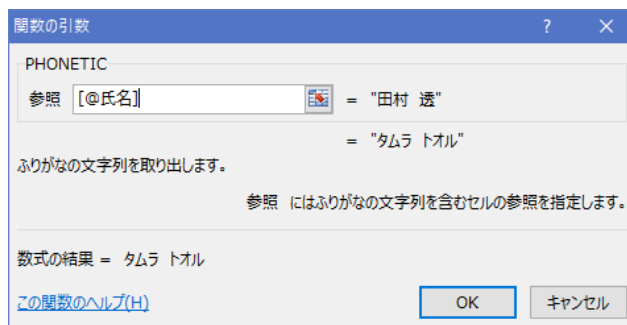 関数の引数 ? ×
PHONETIC
参照 [@氏名] = "田村 透"
= "タムラ トオル"
ふりがなの文字列を取り出します。
参照 にはふりがなの文字列を含むセルの参照を指定します。
数式の結果 = タムラ トオル
この関数のヘルプ(H) OK キャンセル